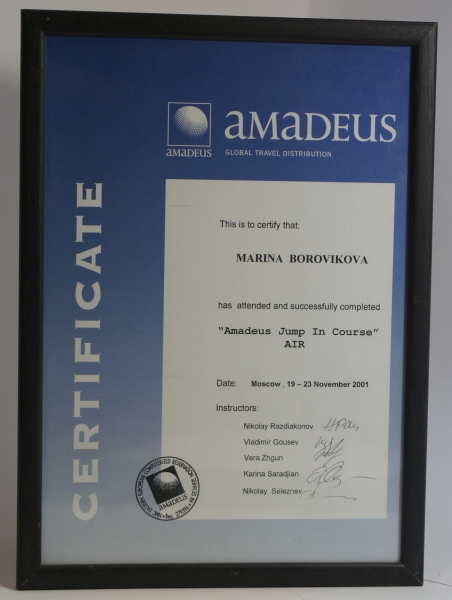 CERTIFICATE
AMADEUS
amaDEUS
GLOBAL TRAVEL DISTRIBUTION
This is to certify that:
MARINA BOROVIKOVA
has attended and successfully completed
"Amadeus Jump In Course"
AIR
Date: Moscow , 19 – 23 November 2001
Instructors:
Nikolay Razdiakonov
Vladimir Gousev
Vera Zhgun
Karina Saradjian
Nikolay Seleznev
AMADEUS